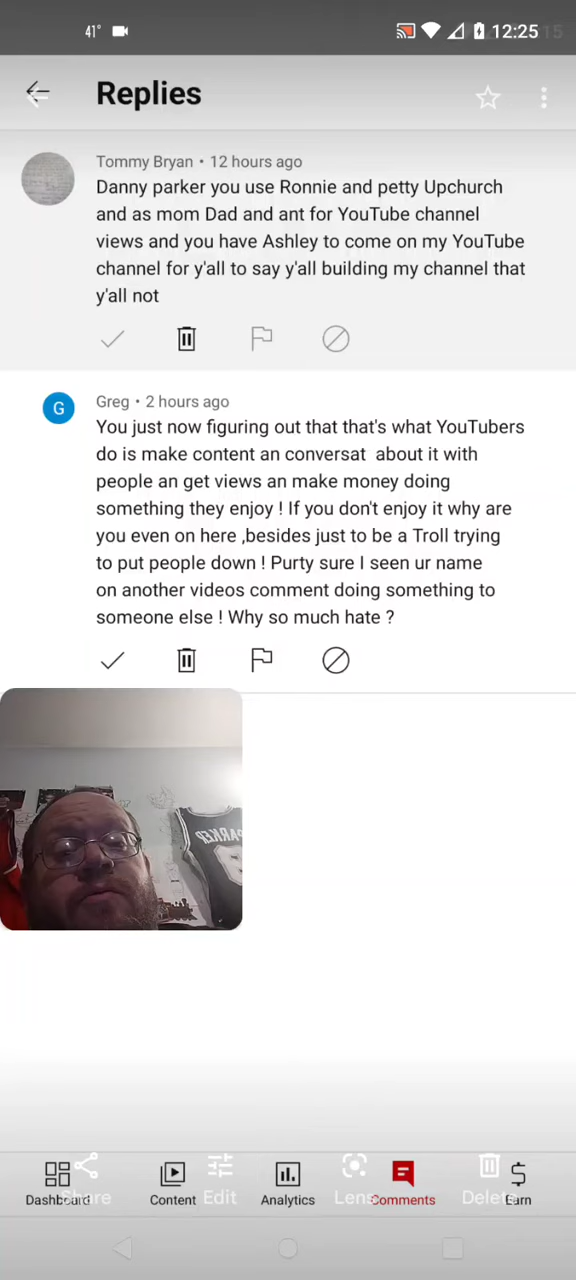 41° 12:25
Replies
Tommy Bryan • 12 hours ago
Danny parker you use Ronnie and petty Upchurch
and as mom Dad and ant for YouTube channel
views and you have Ashley to come on my YouTube
channel for y'all to say y'all building my channel that
y'all not
G
Greg • 2 hours ago
You just now figuring out that that's what YouTubers
do is make content an conversat  about it with
people an get views an make money doing
something they enjoy ! If you don't enjoy it why are
you even on here ,besides just to be a Troll trying
to put people down ! Purty sure I seen ur name
on another videos comment doing something to
someone else ! Why so much hate ?
PARKER
Dashboard Share Content Edit Analytics Lens Comments Delete Earn